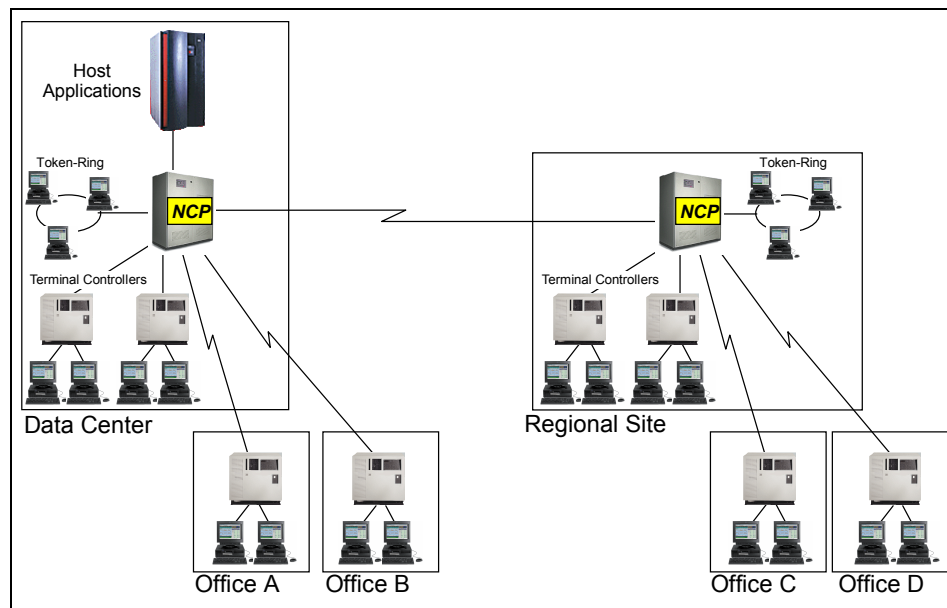 Host
Applications
Token-Ring
NCP
Terminal Controllers
Data Center
Token-Ring
NCP
Terminal Controllers
Regional Site
Office A
Office B
Office C
Office D